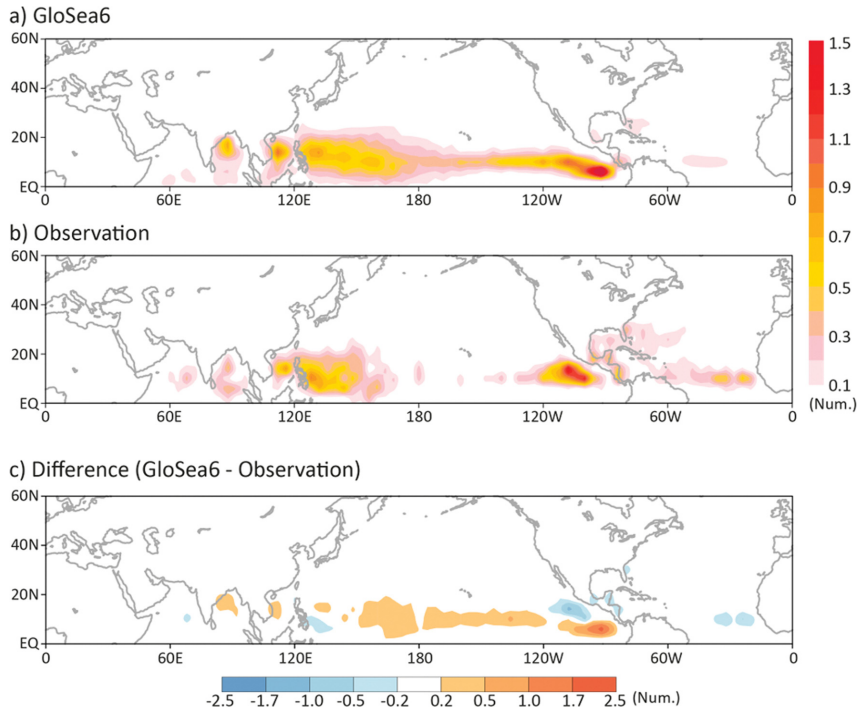 a) GloSea6
60N
40N
20N
EQ
0 60E 120E 180 120W 60W 0
1.5
1.3
1.1
0.9
0.7
0.5
0.3
0.1
(Num.)
b) Observation
60N
40N
20N
EQ
0 60E 120E 180 120W 60W 0
c) Difference (GloSea6 - Observation)
60N
40N
20N
EQ
0 60E 120E 180 120W 60W 0
-2.5 -1.7 -1.0 -0.5 -0.2 0.2 0.5 1.0 1.7 2.5 (Num.)